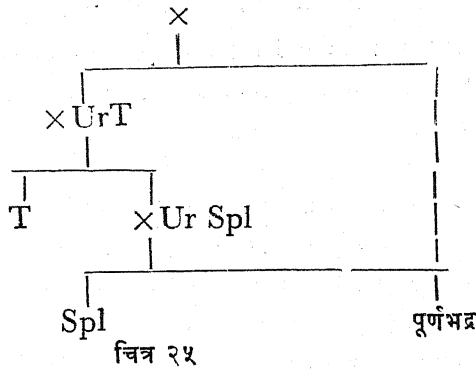 ×
× UrT
T
× Ur Spl
Spl
पूर्णभद्र
चित्र २५